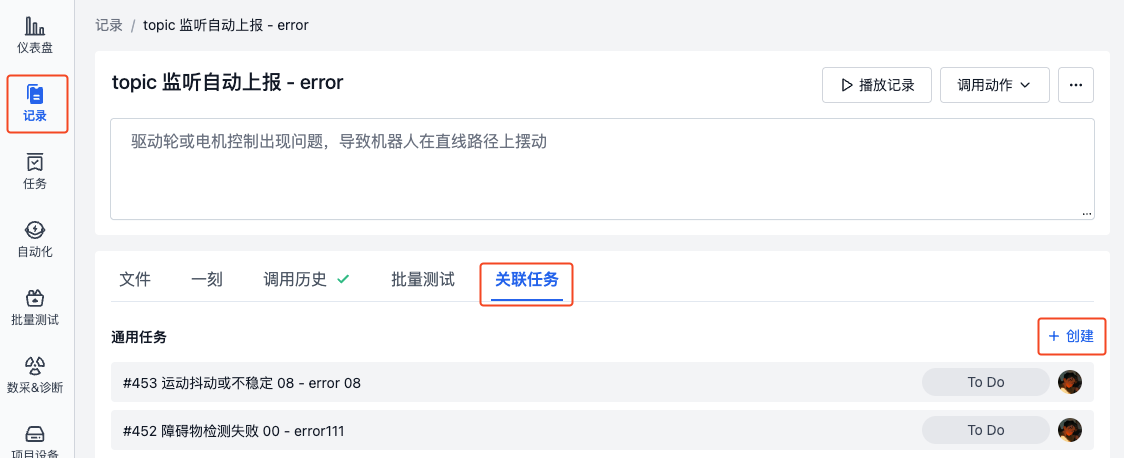 仪表盘
记录
任务
自动化
批量测试
数采&诊断
项目设备
记录 / topic 监听自动上报 - error
topic 监听自动上报 - error
播放记录
调用动作
...
驱动轮或电机控制出现问题，导致机器人在直线路径上摆动
文件 一刻 调用历史 批量测试 关联任务
通用任务
+ 创建
#453 运动抖动或不稳定 08 - error 08
To Do
#452 障碍物检测失败 00 - error111
To Do